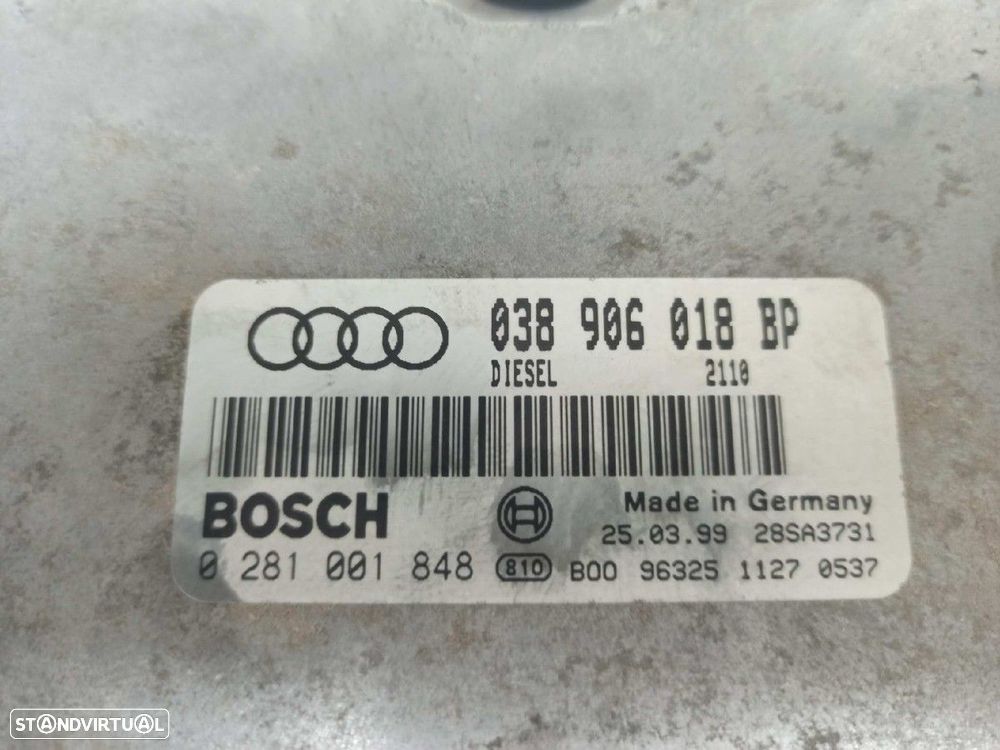 038 906 018 BP
DIESEL 2110
BOSCH
Made in Germany
25.03.99 28SA3731
0 281 001 848 810 B00 96325 1127 0537
STANDVIRTUAL